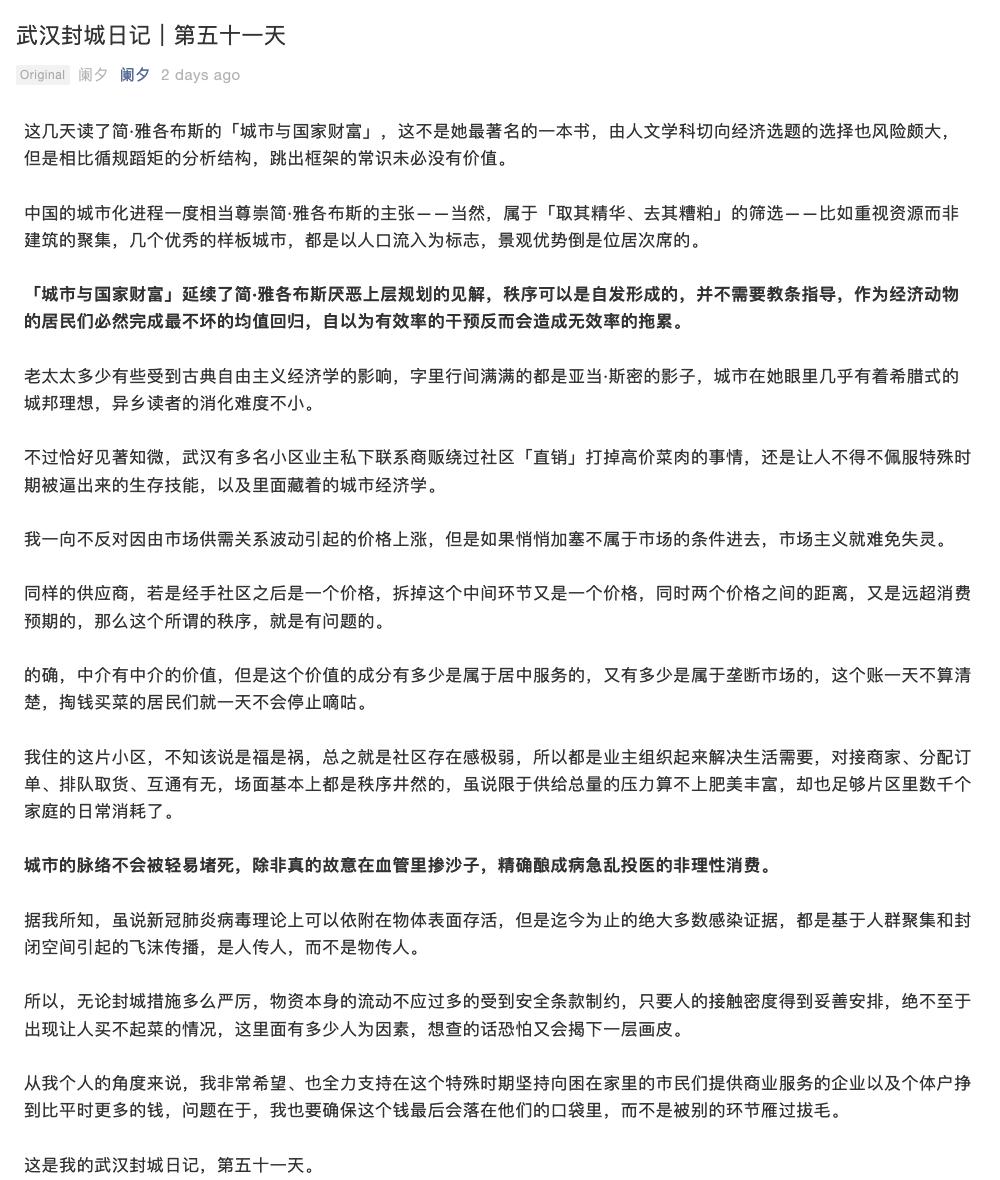 武汉封城日记 | 第五十一天
Original 阑夕 阑夕 2 days ago
这几天读了简·雅各布斯的「城市与国家财富」，这不是她最著名的一本书，由人文学科切向经济选题的选择也风险颇大，
但是相比循规蹈矩的分析结构，跳出框架的常识未必没有价值。
中国的城市化进程一度相当尊崇简·雅各布斯的主张——当然，属于「取其精华、去其糟粕」的筛选——比如重视资源而非
建筑的聚集，几个优秀的样板城市，都是以人口流入为标志，景观优势倒是位居次席的。
「城市与国家财富」延续了简·雅各布斯厌恶上层规划的见解，秩序可以是自发形成的，并不需要教条指导，作为经济动物
的居民们必然完成最不坏的均值回归，自以为有效率的干预反而会造成无效率的拖累。
老太太多少有些受到古典自由主义经济学的影响，字里行间满满的都是亚当·斯密的影子，城市在她眼里几乎有着希腊式的
城邦理想，异乡读者的消化难度不小。
不过恰好见著知微，武汉有多名小区业主私下联系商贩绕过社区「直销」打掉高价菜肉的事情，还是让人不得不佩服特殊时
期被逼出来的生存技能，以及里面藏着的城市经济学。
我一向不反对因由市场供需关系波动引起的价格上涨，但是如果悄悄加塞不属于市场的条件进去，市场主义就难免失灵。
同样的供应商，若是经手社区之后是一个价格，拆掉这个中间环节又是一个价格，同时两个价格之间的距离，又是远超消费
预期的，那么这个所谓的秩序，就是有问题的。
的确，中介有中介的价值，但是这个价值的成分有多少是属于居中服务的，又有多少是属于垄断市场的，这个账一天不算清
楚，掏钱买菜的居民们就一天不会停止嘀咕。
我住的这片小区，不知该说是福是祸，总之就是社区存在感极弱，所以都是业主组织起来解决生活需要，对接商家、分配订
单、排队取货、互通有无，场面基本上都是秩序井然的，虽说限于供给总量的压力算不上肥美丰富，却也足够片区里数千个
家庭的日常消耗了。
城市的脉络不会被轻易堵死，除非真的故意在血管里掺沙子，精确酿成病急乱投医的非理性消费。
据我所知，虽说新冠肺炎病毒理论上可以依附在物体表面存活，但是迄今为止的绝大多数感染证据，都是基于人群聚集和封
闭空间引起的飞沫传播，是人传人，而不是物传人。
所以，无论封城措施多么严厉，物资本身的流动不应过多的受到安全条款制约，只要人的接触密度得到妥善安排，绝不至于
出现让人买不起菜的情况，这里面有多少人为因素，想查的话恐怕又会揭下一层画皮。
从我个人的角度来说，我非常希望、也全力支持在这个特殊时期坚持向困在家里的市民们提供商业服务的企业以及个体户挣
到比平时更多的钱，问题在于，我也要确保这个钱最后会落在他们的口袋里，而不是被别的环节雁过拔毛。
这是我的武汉封城日记，第五十一天。